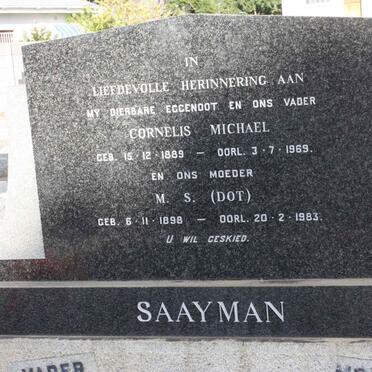 IN
LIEFDEVOLLE HERINNERING AAN
MY DIERBARE EGGENOOT EN ONS VADER
CORNELIS MICHAEL
GEB. 15·12·1889 — OORL. 3·7·1969.
EN ONS MOEDER
M. S. (DOT)
GEB. 6·11·1898 — OORL. 20·2·1983.
U WIL GESKIED.
SAAYMAN
VADER